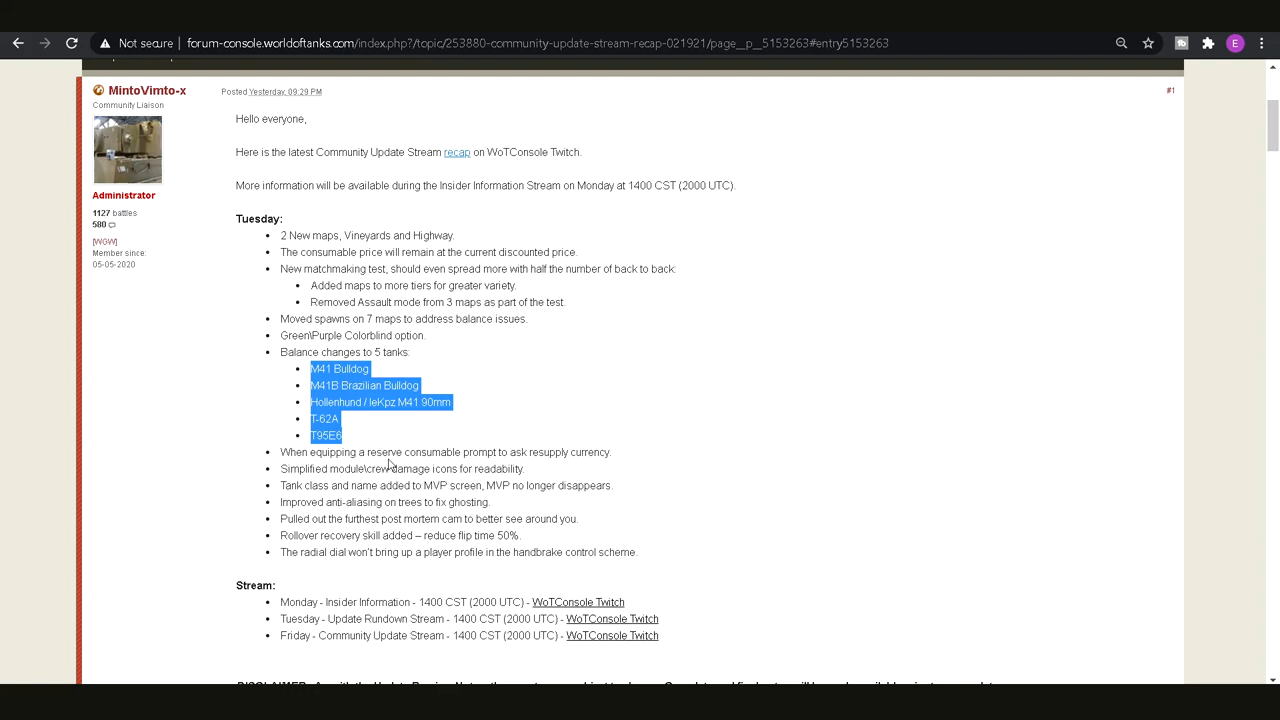 Not secure forum-console.worldoftanks.com/index.php?/topic/253880-community-update-stream-recap-021921/page__p__5153263#entry5153263
E
MintoVimto-x
Community Liaison
Administrator
1127 battles
580
[WGW]
Member since:
05-05-2020
Posted Yesterday, 09:29 PM
#1
Hello everyone,
Here is the latest Community Update Stream recap on WoTConsole Twitch.
More information will be available during the Insider Information Stream on Monday at 1400 CST (2000 UTC).
Tuesday:
2 New maps, Vineyards and Highway.
The consumable price will remain at the current discounted price.
New matchmaking test, should even spread more with half the number of back to back:
Added maps to more tiers for greater variety.
Removed Assault mode from 3 maps as part of the test.
Moved spawns on 7 maps to address balance issues.
Green\Purple Colorblind option.
Balance changes to 5 tanks:
M41 Bulldog
M41B Brazilian Bulldog
Hollenhund / leKpz M41 90mm
T-62A
T95E6
When equipping a reserve consumable prompt to ask resupply currency.
Simplified module\crew damage icons for readability.
Tank class and name added to MVP screen, MVP no longer disappears.
Improved anti-aliasing on trees to fix ghosting.
Pulled out the furthest post mortem cam to better see around you.
Rollover recovery skill added – reduce flip time 50%.
The radial dial won't bring up a player profile in the handbrake control scheme.
Stream:
Monday - Insider Information - 1400 CST (2000 UTC) - WoTConsole Twitch
Tuesday - Update Rundown Stream - 1400 CST (2000 UTC) - WoTConsole Twitch
Friday - Community Update Stream - 1400 CST (2000 UTC) - WoTConsole Twitch